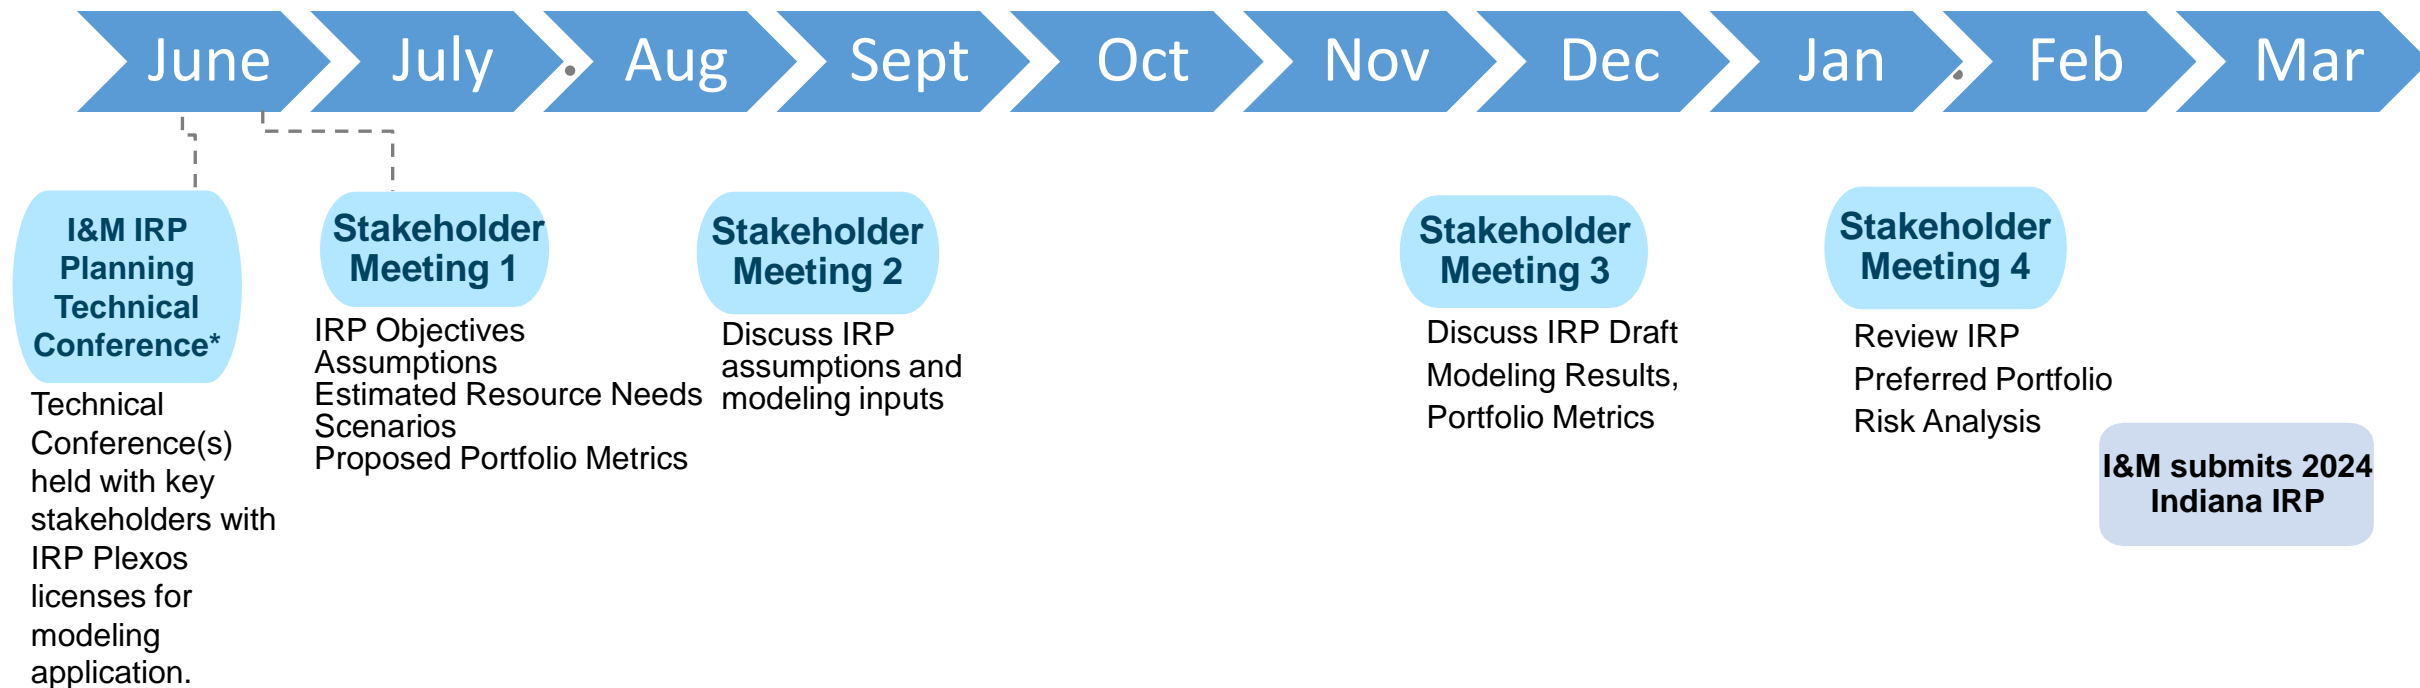 June
July
Aug
Sept
Oct
Nov
Dec
Jan
Feb
Mar
I&M IRP
Planning
Technical
Conference*
Technical
Conference(s)
held with key
stakeholders with
IRP Plexos
licenses for
modeling
application.
Stakeholder
Meeting 1
IRP Objectives
Assumptions
Estimated Resource Needs
Scenarios
Proposed Portfolio Metrics
Stakeholder
Meeting 2
Discuss IRP
assumptions and
modeling inputs
Stakeholder
Meeting 3
Discuss IRP Draft
Modeling Results,
Portfolio Metrics
Stakeholder
Meeting 4
Review IRP
Preferred Portfolio
Risk Analysis
I&M submits 2024
Indiana IRP